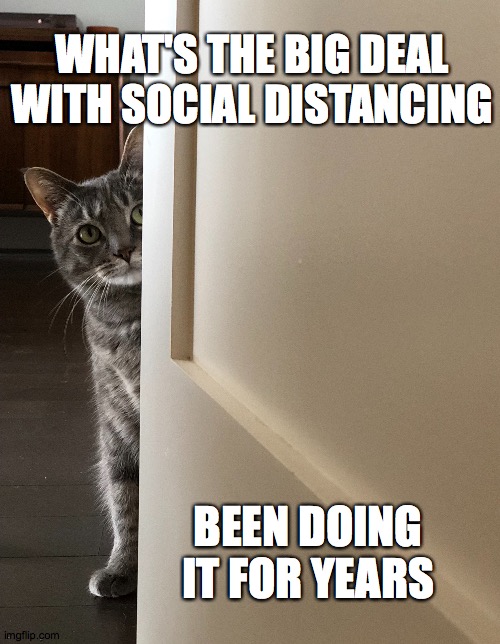 WHAT'S THE BIG DEAL
WITH SOCIAL DISTANCING
BEEN DOING
IT FOR YEARS
imgflip.com